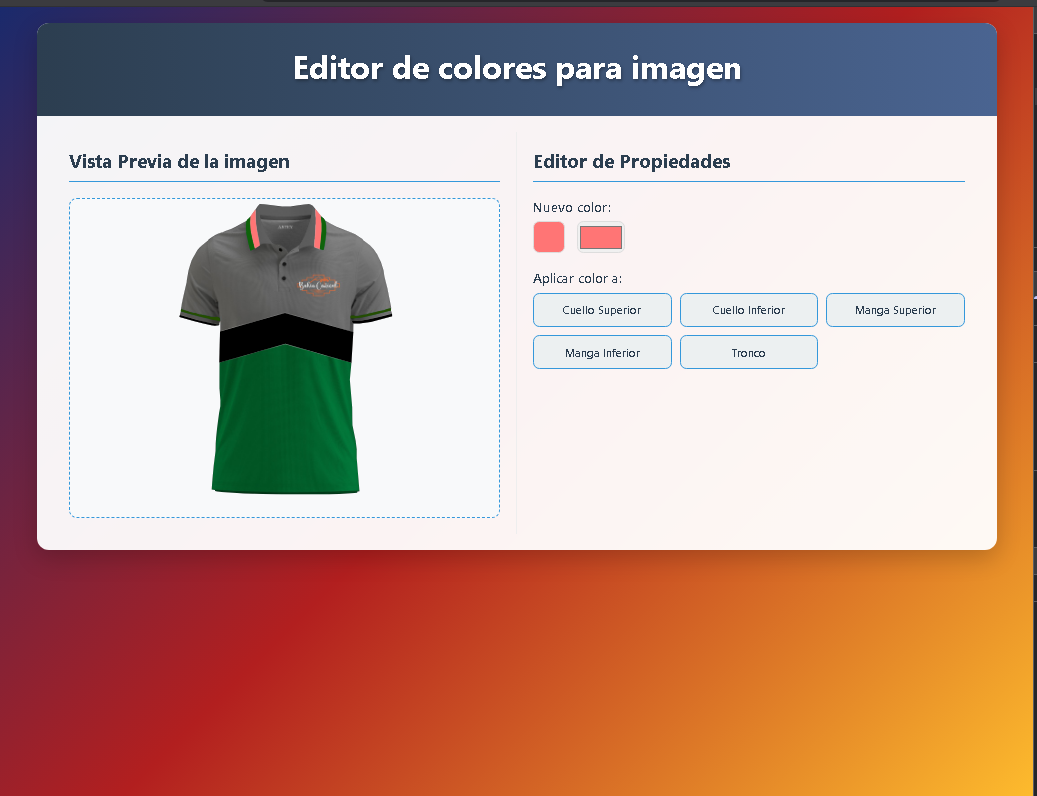 Editor de colores para imagen
Vista Previa de la imagen
Editor de Propiedades
Nuevo color:
Aplicar color a:
Cuello Superior
Cuello Inferior
Manga Superior
Manga Inferior
Tronco